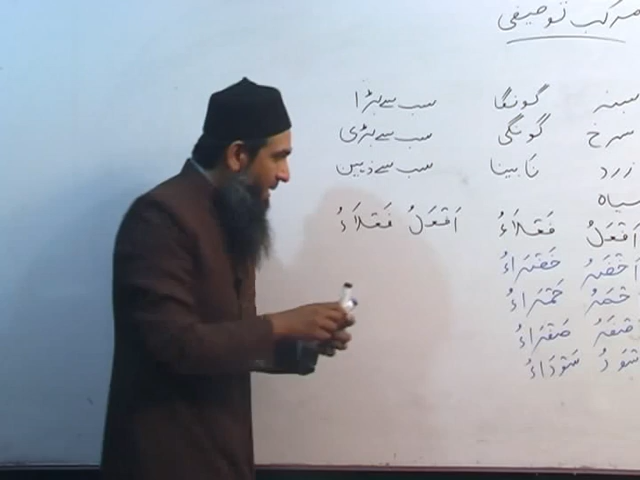 مرکب توصیفی
سبز گونگا سب سے بڑا
سرخ گونگی سب سے بڑی
زرد نابینا سب سے ذہین
سیاہ
اَفْعَلُ فَعْلَاءُ اَفْعَلُ فَعْلَاءُ
اَخْضَرُ خَضْرَاءُ
اَحْمَرُ حَمْرَاءُ
صْفَرُ صَفْرَاءُ
سْوَدُ سَوْدَاءُ